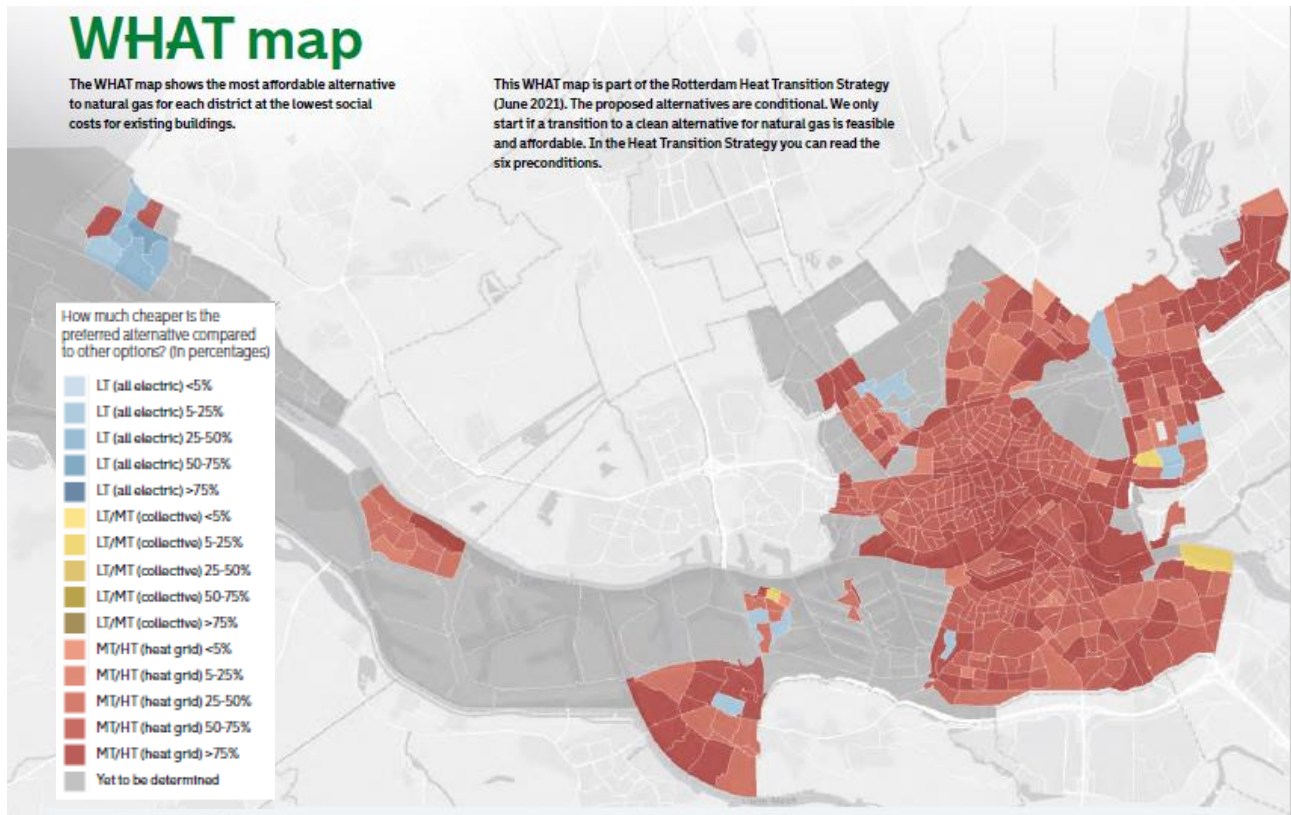 WHAT map
The WHAT map shows the most affordable alternative
to natural gas for each district at the lowest social
costs for existing buildings.
This WHAT map is part of the Rotterdam Heat Transition Strategy
(June 2021). The proposed alternatives are conditional. We only
start if a transition to a clean alternative for natural gas is feasible
and affordable. In the Heat Transition Strategy you can read the
six preconditions.
How much cheaper is the
preferred alternative compared
to other options? (in percentages)
LT (all electric) <5%
LT (all electric) 5-25%
LT (all electric) 25-50%
LT (all electric) 50-75%
LT (all electric) >75%
LT/MT (collective) <5%
LT/MT (collective) 5-25%
LT/MT (collective) 25-50%
LT/MT (collective) 50-75%
LT/MT (collective) >75%
MT/HT (heat grid) <5%
MT/HT (heat grid) 5-25%
MT/HT (heat grid) 25-50%
MT/HT (heat grid) 50-75%
MT/HT (heat grid) >75%
Yet to be determined